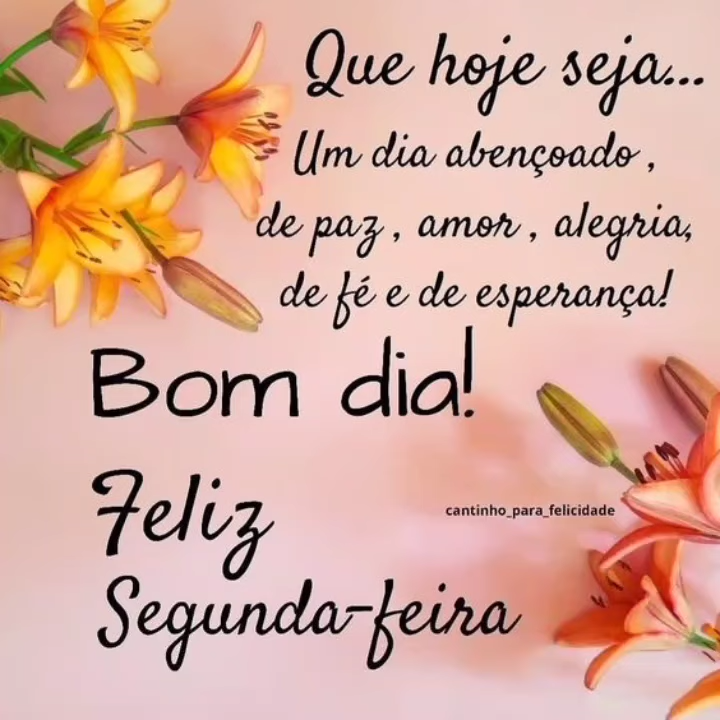 Que hoje seja...
Um dia abençoado ,
de paz , amor , alegria,
de fé e de esperança!
Bom dia!
cantinho_para_felicidade
Feliz
Segunda-feira